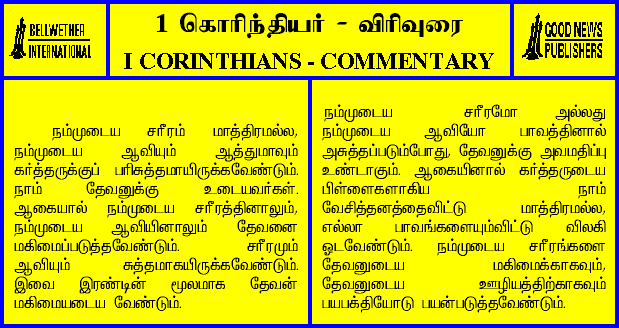 BELLWETHER
INTERNATIONAL
1 கொரிந்தியர் - விரிவுரை
I CORINTHIANS - COMMENTARY
GOOD NEWS
PUBLISHERS
நம்முடைய சரீரம் மாத்திரமல்ல,
நம்முடைய ஆவியும் ஆத்துமாவும்
கர்த்தருக்குப் பரிசுத்தமாயிருக்கவேண்டும்.
நாம் தேவனுக்கு உடையவர்கள்.
ஆகையால் நம்முடைய சரீரத்தினாலும்,
நம்முடைய ஆவியினாலும் தேவனை
மகிமைப்படுத்தவேண்டும். சரீரமும்
ஆவியும் சுத்தமாகயிருக்கவேண்டும்.
இவை இரண்டின் மூலமாக தேவன்
மகிமையடைய வேண்டும்.
நம்முடைய சரீரமோ அல்லது
நம்முடைய ஆவியோ பாவத்தினால்
அசுத்தப்படும்போது, தேவனுக்கு அவமதிப்பு
உண்டாகும். ஆகையினால் கர்த்தருடைய
பிள்ளைகளாகிய நாம்
வேசித்தனத்தைவிட்டு மாத்திரமல்ல,
எல்லா பாவங்களையும்விட்டு விலகி
ஓடவேண்டும். நம்முடைய சரீரங்களை
தேவனுடைய மகிமைக்காகவும்,
தேவனுடைய ஊழியத்திற்காகவும்
பயபக்தியோடு பயன்படுத்தவேண்டும்.